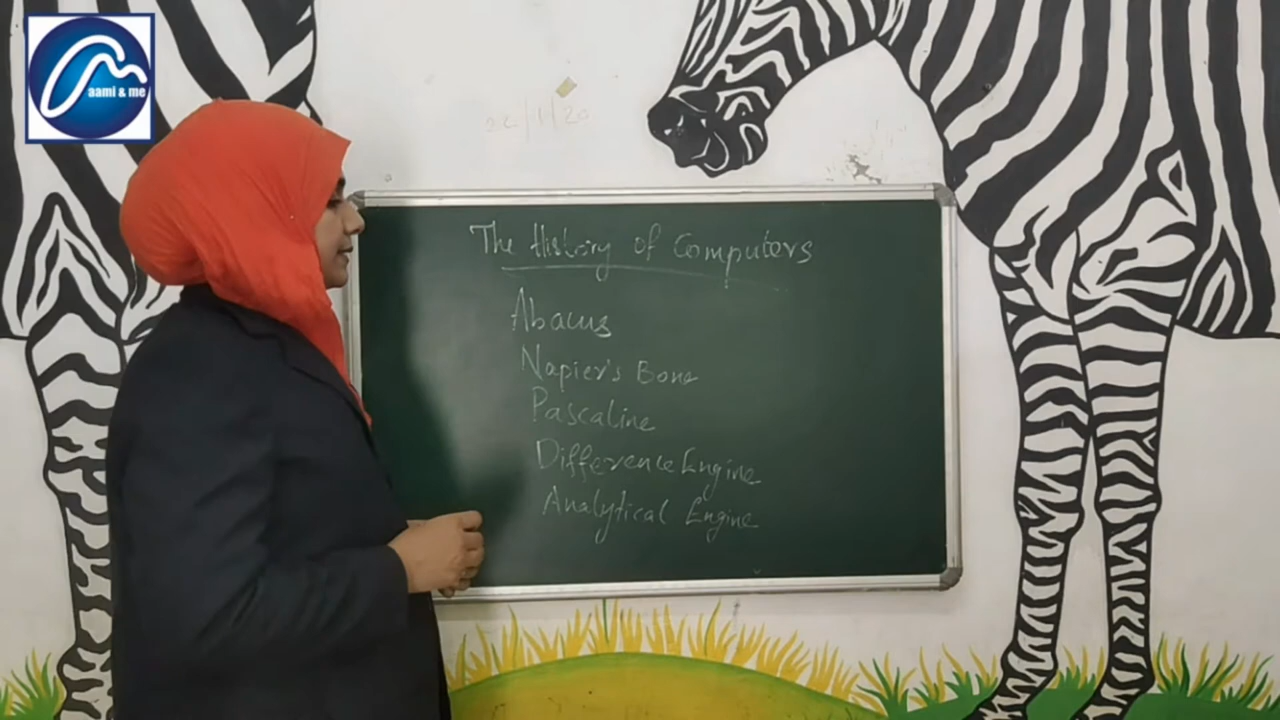 aami & me
The History of Computers
Abacus
Napier's Bone
Pascaline
Difference Engine
Analytical Engine